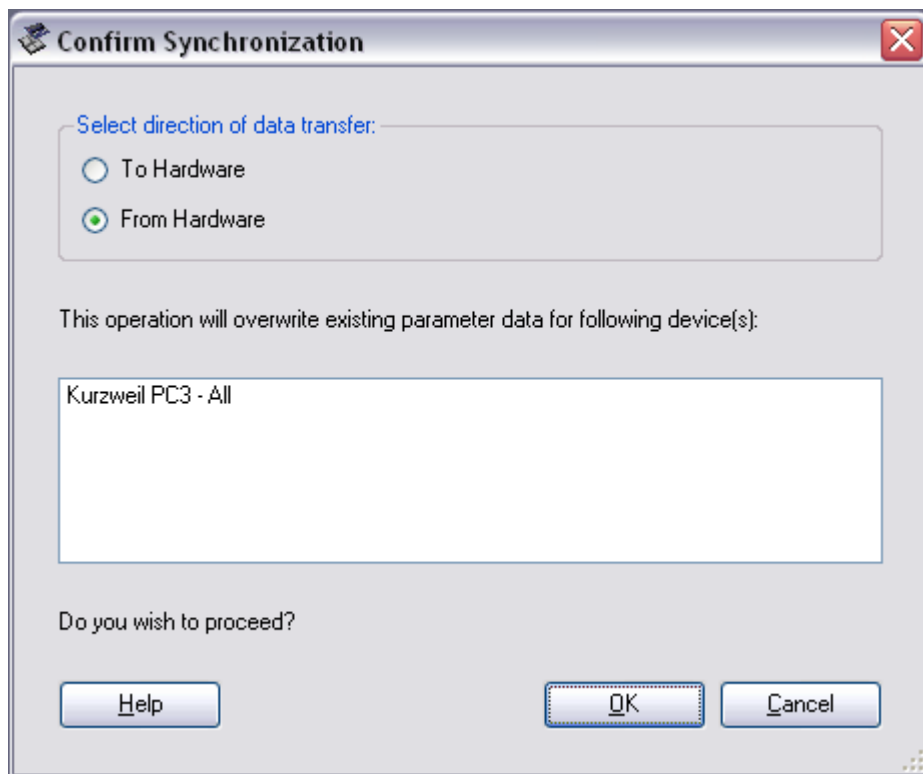 Confirm Synchronization
Select direction of data transfer:
To Hardware
From Hardware
This operation will overwrite existing parameter data for following device(s):
Kurzweil PC3 - All
Do you wish to proceed?
Help
OK
Cancel